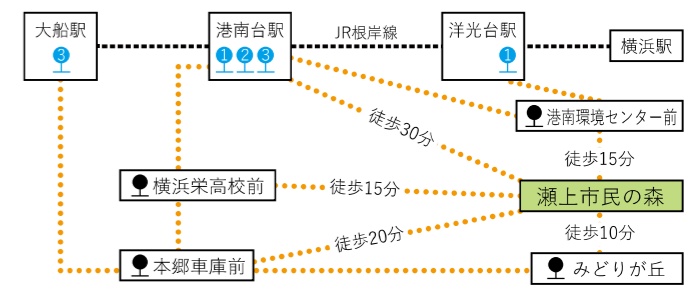 大船駅
3
港南台駅
1 2 3
JR根岸線
洋光台駅
1
横浜駅
港南環境センター前
徒歩30分
徒歩15分
横浜栄高校前
徒歩15分
瀬上市民の森
徒歩20分
徒歩10分
本郷車庫前
みどりが丘